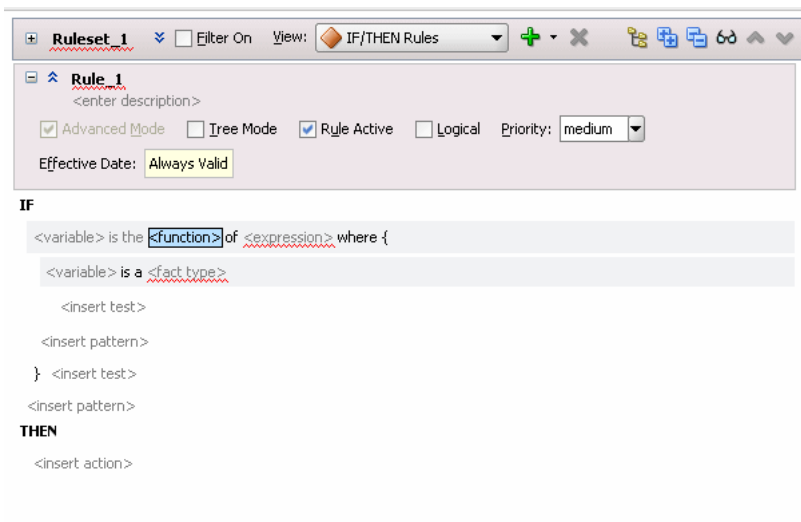 Ruleset_1 Filter On View: IF/THEN Rules
Rule_1
<enter description>
Advanced Mode Tree Mode Rule Active Logical Priority: medium
Effective Date: Always Valid
IF
<variable> is the <function> of <expression> where {
<variable> is a <fact type>
<insert test>
<insert pattern>
} <insert test>
<insert pattern>
THEN
<insert action>